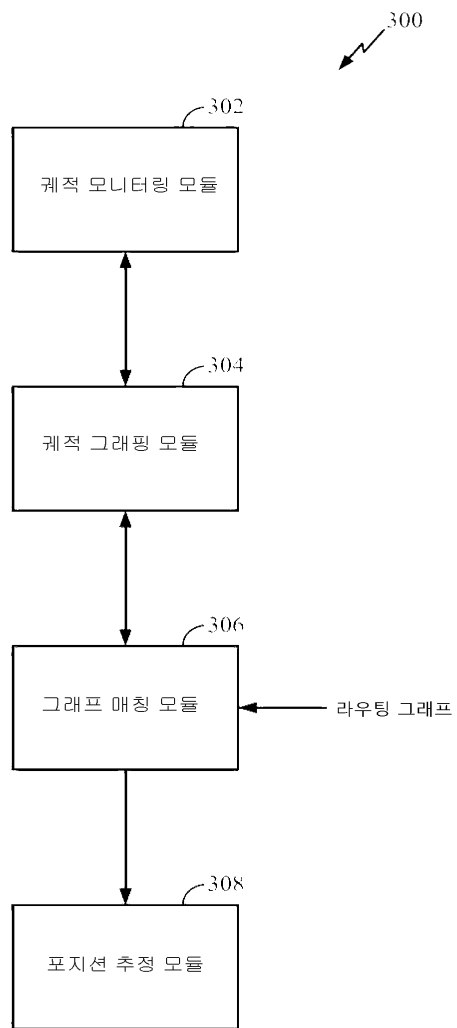 300
302
궤적 모니터링 모듈
304
궤적 그래핑 모듈
306
그래프 매칭 모듈
라우팅 그래프
308
포지션 추정 모듈